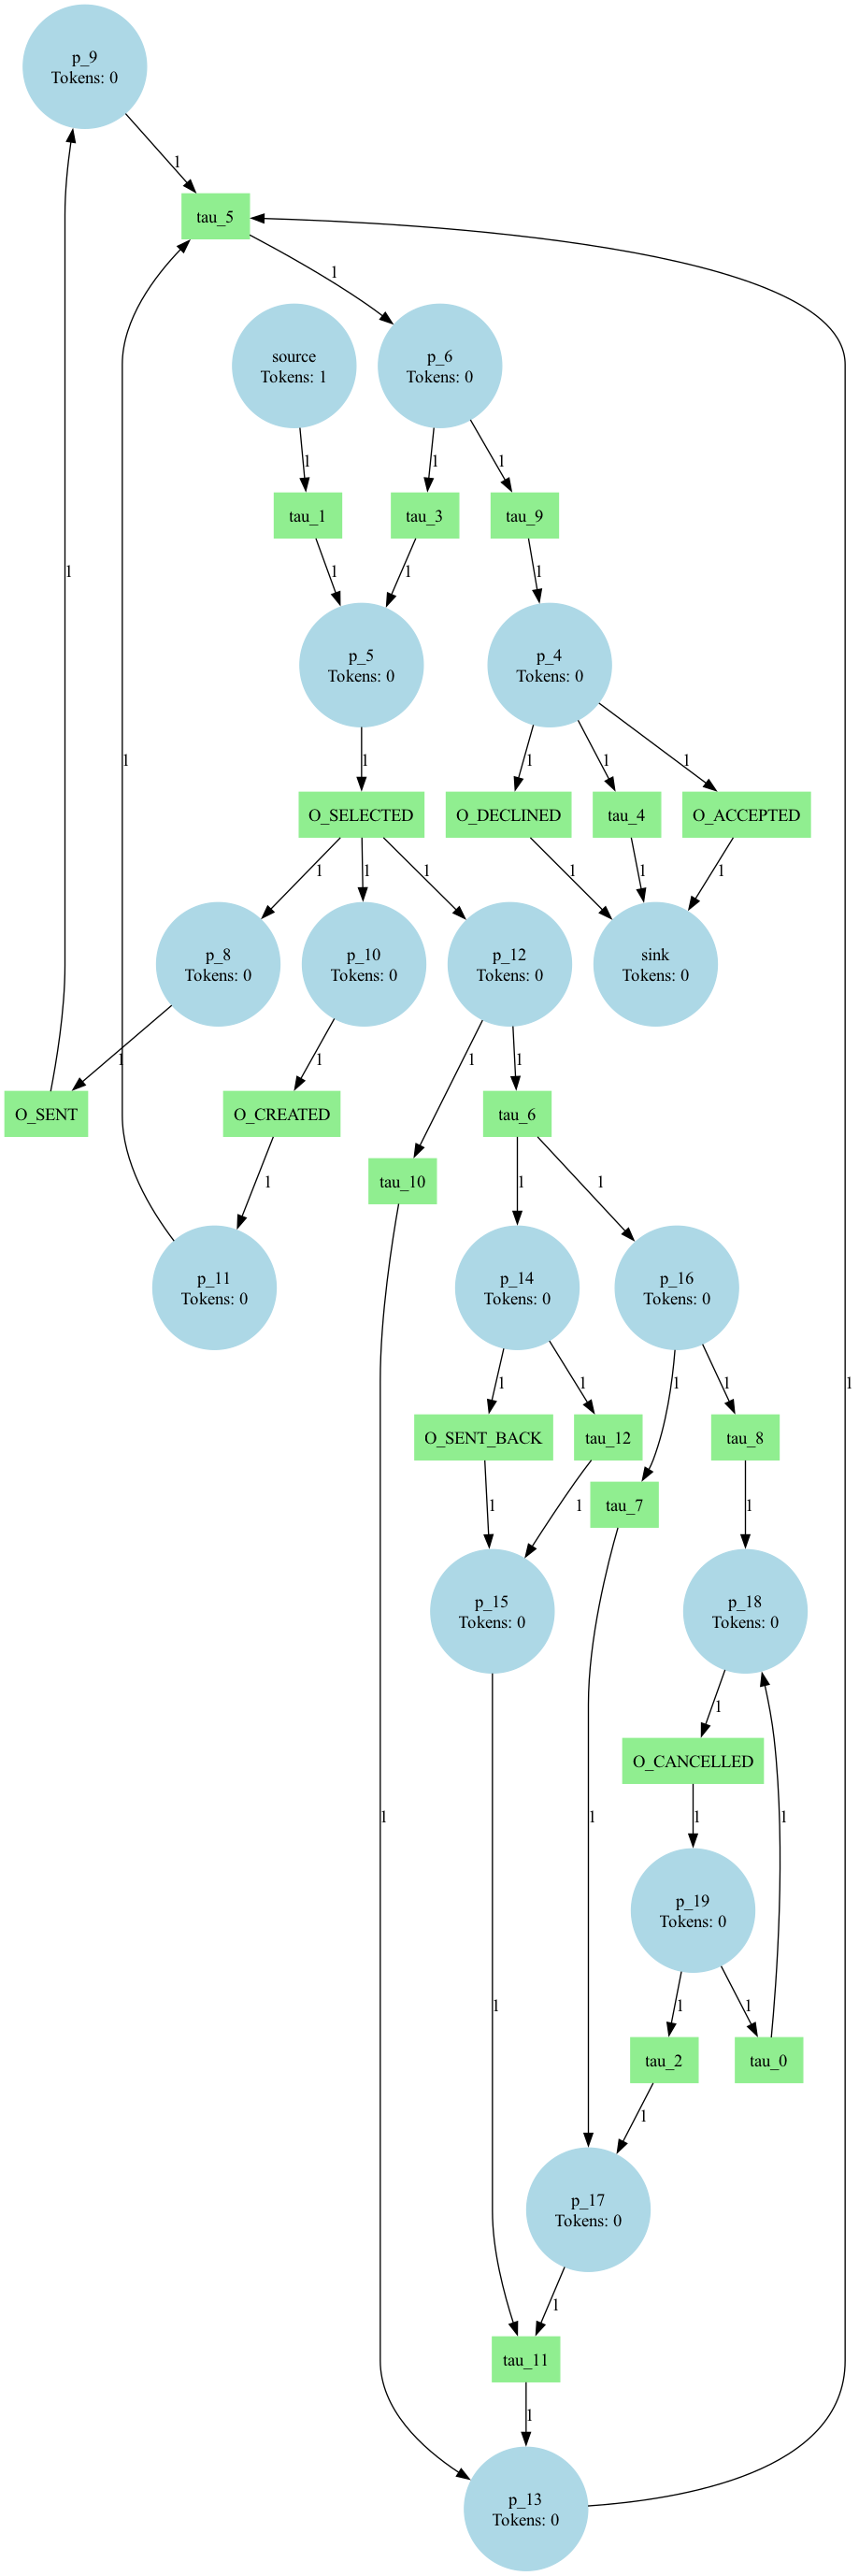 p_9
Tokens: 0
1
tau_5
1
source
Tokens: 1
p_6
Tokens: 0
1
1
1
tau_1
tau_3
tau_9
1
1
1
1
p_5
Tokens: 0
p_4
Tokens: 0
1
1
1
1
1
O_SELECTED
O_DECLINED
tau_4
O_ACCEPTED
1
1
1
1
1
1
p_8
Tokens: 0
p_10
Tokens: 0
p_12
Tokens: 0
sink
Tokens: 0
1
1
1
1
O_SENT
O_CREATED
tau_6
tau_10
1
1
1
p_11
Tokens: 0
p_14
Tokens: 0
p_16
Tokens: 0
1
1
1
1
1
O_SENT_BACK
tau_12
tau_8
tau_7
1
1
1
p_15
Tokens: 0
p_18
Tokens: 0
1
O_CANCELLED
1
1
1
1
p_19
Tokens: 0
1
1
1
tau_2
tau_0
1
p_17
Tokens: 0
1
tau_11
1
p_13
Tokens: 0